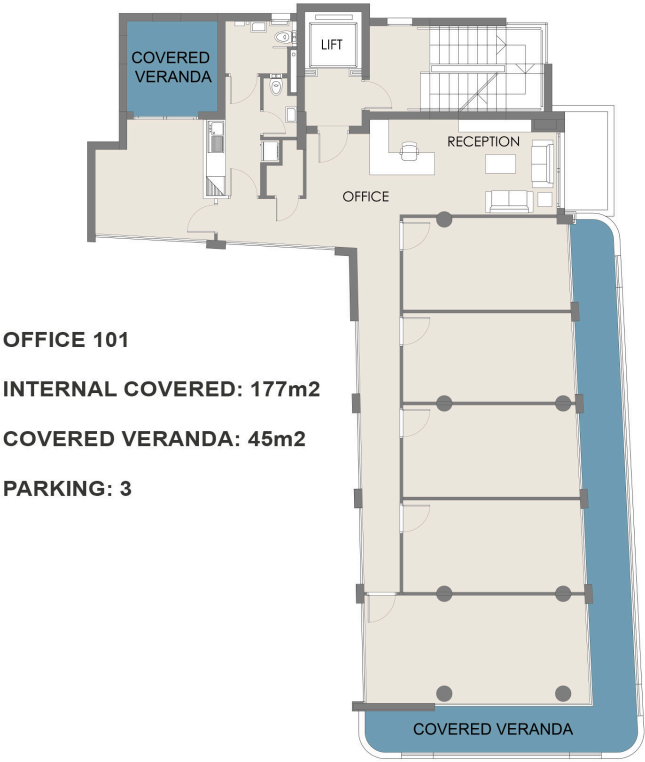 COVERED
VERANDA
LIFT
RECEPTION
OFFICE
OFFICE 101
INTERNAL COVERED: 177m2
COVERED VERANDA: 45m2
PARKING: 3
COVERED VERANDA